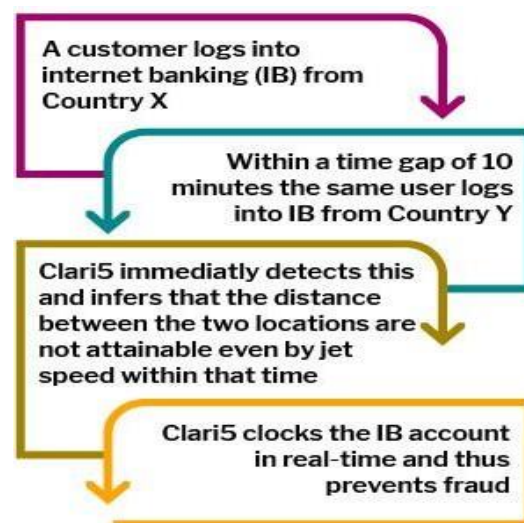 A customer logs into
internet banking (IB) from
Country X
Within a time gap of 10
minutes the same user logs
into IB from Country Y
Clari5 immediatly detects this
and infers that the distance
between the two locations are
not attainable even by jet
speed within that time
Clari5 clocks the IB account
in real-time and thus
prevents fraud